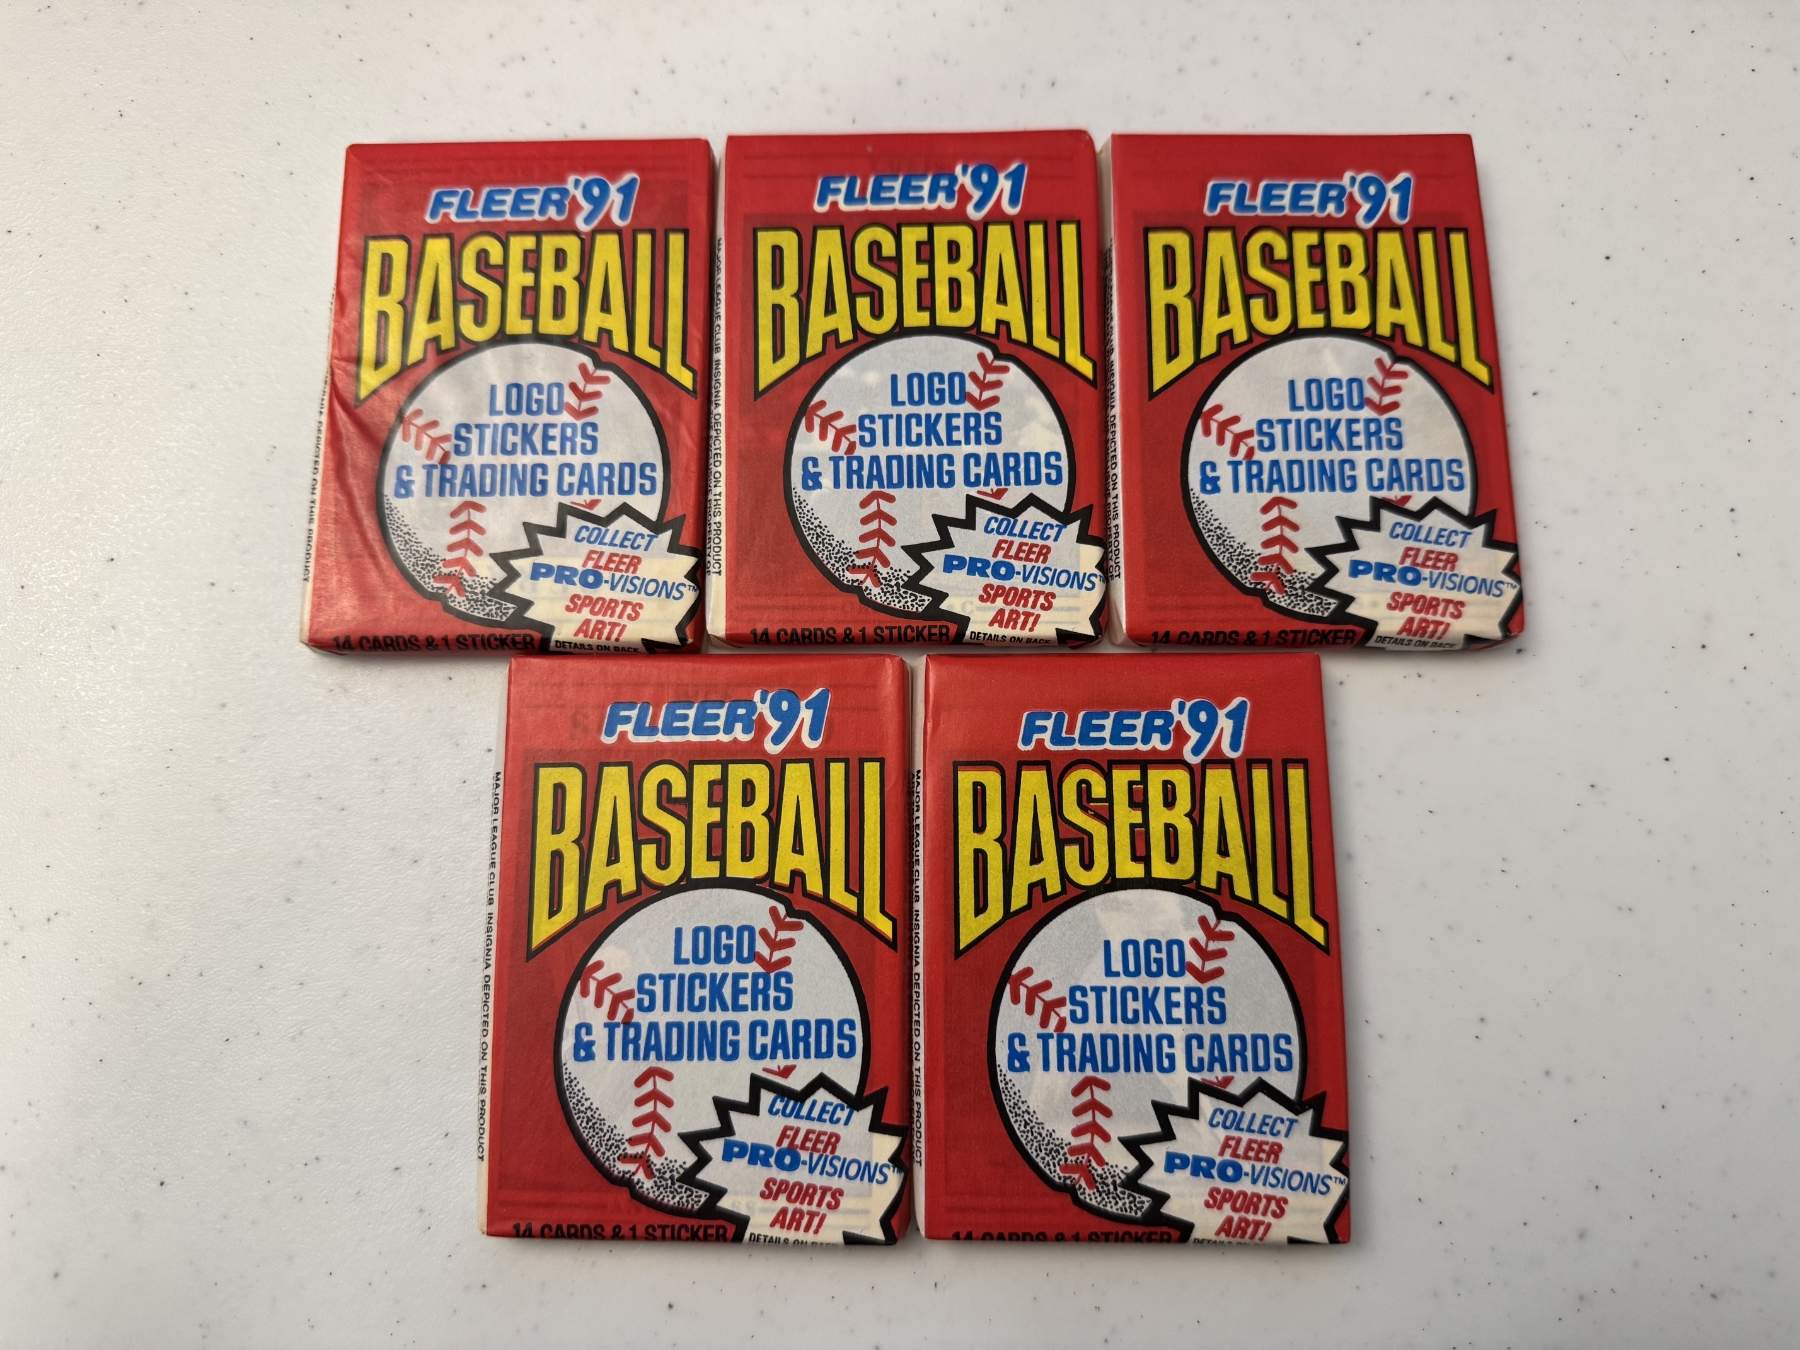 FLEER '91
BASEBALL
LOGO
STICKERS
& TRADING CARDS
COLLECT
FLEER
PRO-VISIONS™
SPORTS
ART!
14 CARDS & 1 STICKER
DETAILS ON BACK
INSIGNIA DEPICTED ON THIS PRODUCT
FLEER '91
BASEBALL
LOGO
STICKERS
& TRADING CARDS
COLLECT
FLEER
PRO-VISIONS™
SPORTS
ART!
14 CARDS & 1 STICKER
DETAILS ON BACK
MAJOR LEAGUE CLUB INSIGNIA DEPICTED ON THIS PRODUCT
FLEER '91
BASEBALL
LOGO
STICKERS
& TRADING CARDS
COLLECT
FLEER
PRO-VISIONS™
SPORTS
ART!
14 CARDS & 1 STICKER
DETAILS ON BACK
FLEER '91
BASEBALL
LOGO
STICKERS
& TRADING CARDS
COLLECT
FLEER
PRO-VISIONS™
SPORTS
ART!
14 CARDS & 1 STICKER
DETAILS ON BACK
MAJOR LEAGUE CLUB INSIGNIA DEPICTED ON THIS PRODUCT
FLEER '91
BASEBALL
LOGO
STICKERS
& TRADING CARDS
COLLECT
FLEER
PRO-VISIONS™
SPORTS
ART!
14 CARDS & 1 STICKER
DETAILS ON BACK
MAJOR LEAGUE CLUB INSIGNIA DEPICTED ON THIS PRODUCT